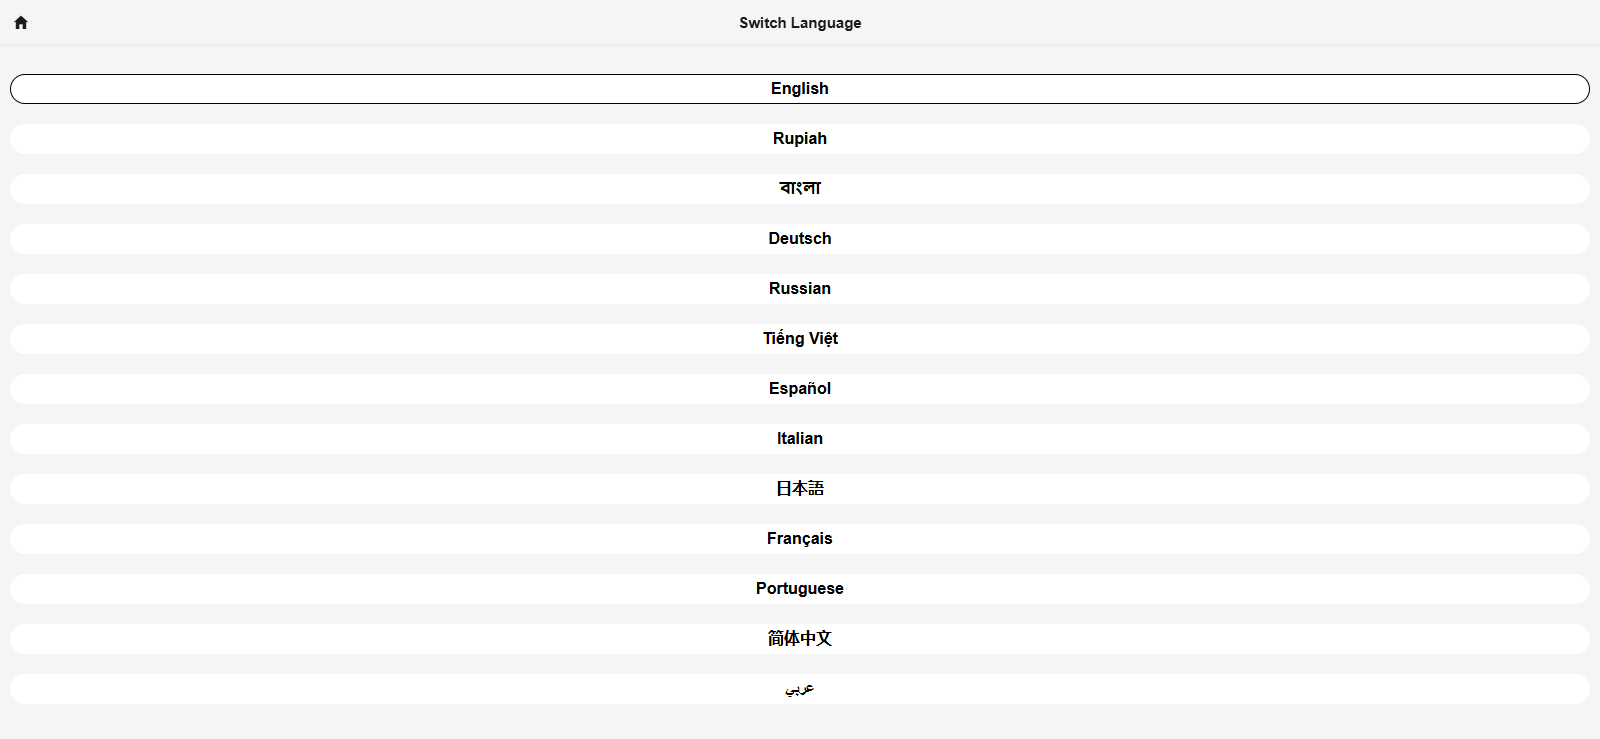 Switch Language
English
Rupiah
বাংলা
Deutsch
Russian
Tiếng Việt
Español
Italian
日本語
Français
Portuguese
简体中文
عربي